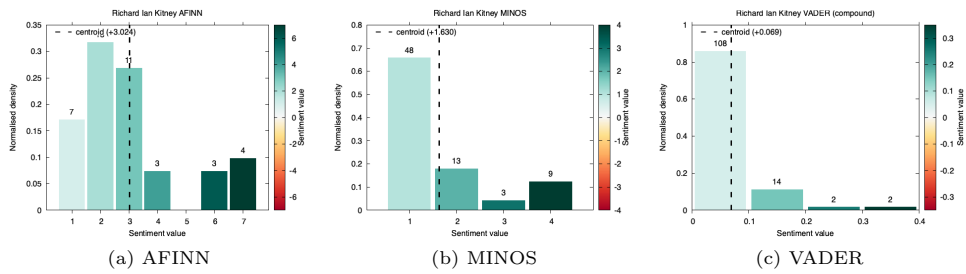 Richard Ian Kitney AFINN
centroid (+3.024)
Normalised density
0.35
0.3
0.25
0.2
0.15
0.1
0.05
0
7
11
3
3
4
1 2 3 4 5 6 7
Sentiment value
6
4
2
0
-2
-4
-6
Sentiment value
(a) AFINN
Richard Ian Kitney MINOS
centroid (+1.630)
Normalised density
0.8
0.7
0.6
0.5
0.4
0.3
0.2
0.1
0
48
13
3
9
1 2 3 4
Sentiment value
4
3
2
1
0
-1
-2
-3
-4
Sentiment value
(b) MINOS
Richard Ian Kitney VADER (compound)
centroid (+0.069)
Normalised density
1
0.8
0.6
0.4
0.2
0
108
14
2
2
0 0.1 0.2 0.3 0.4
Sentiment value
0.3
0.2
0.1
0
-0.1
-0.2
-0.3
Sentiment value
(c) VADER